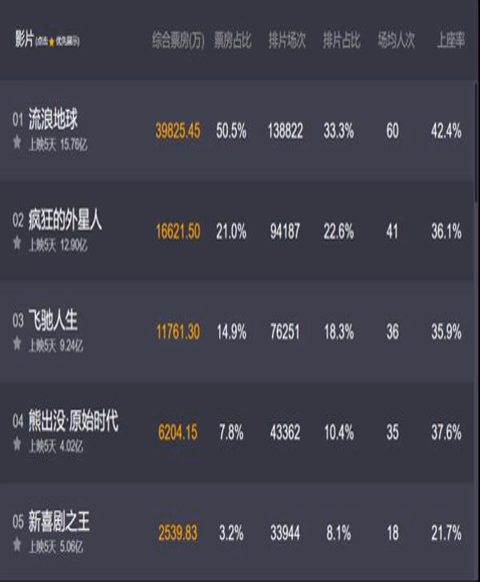 影片(点击★优先展示) 综合票房(万) 票房占比 排片场次 排片占比 场均人次 上座率
01 流浪地球 39825.45 50.5% 138822 33.3% 60 42.4%
★ 上映5天 15.76亿
02 疯狂的外星人 16621.50 21.0% 94187 22.6% 41 36.1%
★ 上映5天 12.90亿
03 飞驰人生 11761.30 14.9% 76251 18.3% 36 35.9%
★ 上映5天 9.24亿
04 熊出没·原始时代 6204.15 7.8% 43362 10.4% 35 37.6%
★ 上映5天 4.02亿
05 新喜剧之王 2539.83 3.2% 33944 8.1% 18 21.7%
★ 上映5天 5.06亿